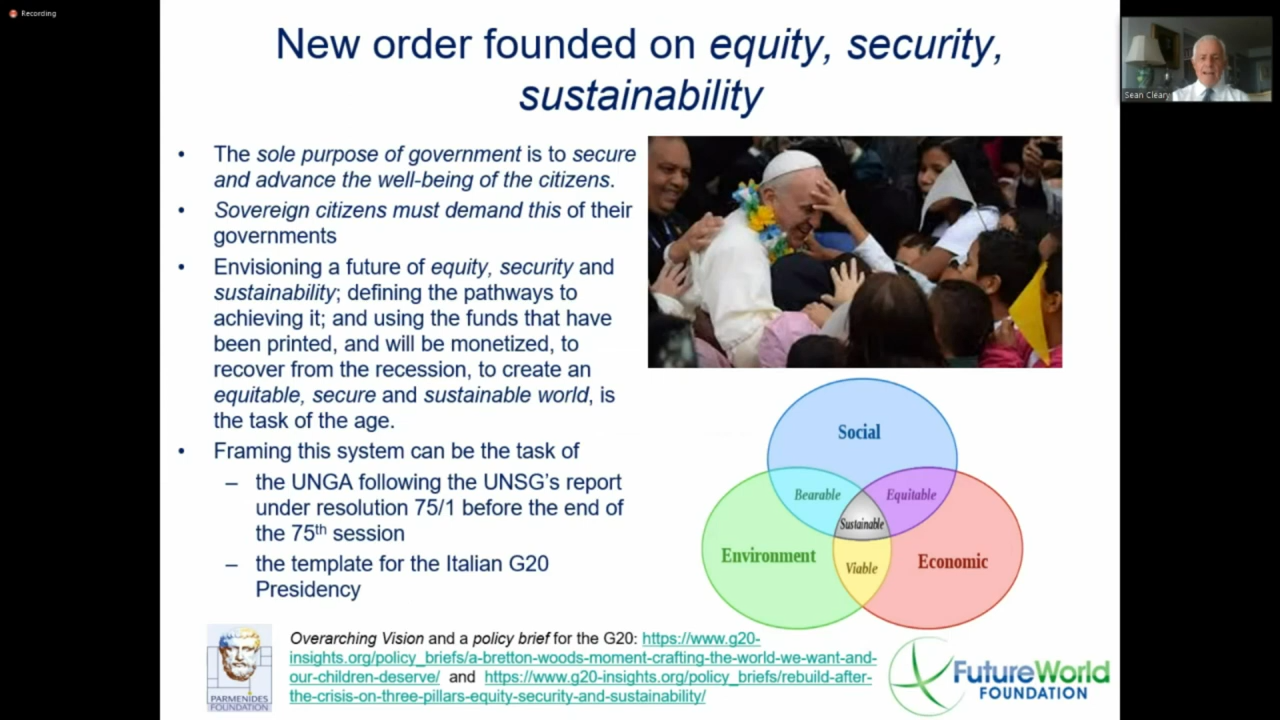 Recording
New order founded on equity, security,
sustainability
Sean Cleary
• The sole purpose of government is to secure
and advance the well-being of the citizens.
• Sovereign citizens must demand this of their
governments
• Envisioning a future of equity, security and
sustainability; defining the pathways to
achieving it; and using the funds that have
been printed, and will be monetized, to
recover from the recession, to create an
equitable, secure and sustainable world, is
the task of the age.
• Framing this system can be the task of
– the UNGA following the UNSG's report
under resolution 75/1 before the end of
the 75th session
– the template for the Italian G20
Presidency
Social
Bearable
Equitable
Sustainable
Environment
Economic
Viable
PARMENIDES
FOUNDATION
Overarching Vision and a policy brief for the G20: https://www.g20-
insights.org/policy_briefs/a-bretton-woods-moment-crafting-the-world-we-want-and-
our-children-deserve/ and https://www.g20-insights.org/policy_briefs/rebuild-after-
the-crisis-on-three-pillars-equity-security-and-sustainability/
FutureWorld
FOUNDATION